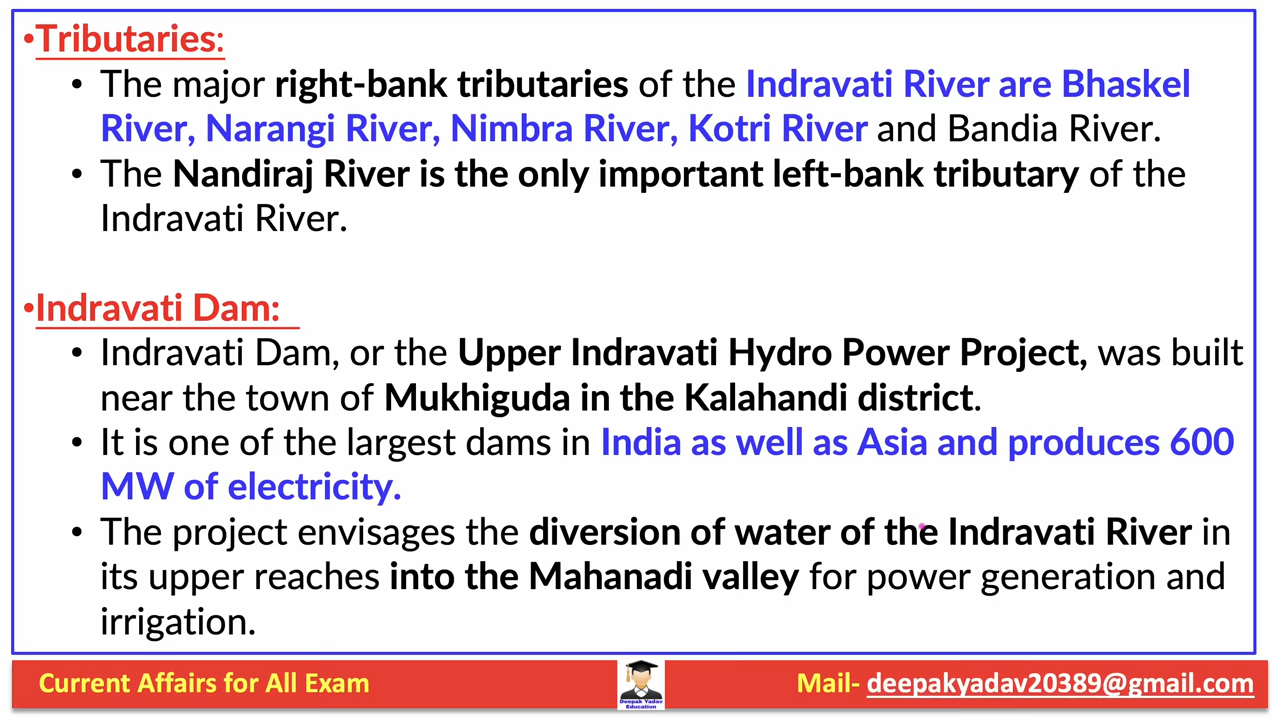 •Tributaries:
• The major right-bank tributaries of the Indravati River are Bhaskel
River, Narangi River, Nimbra River, Kotri River and Bandia River.
• The Nandiraj River is the only important left-bank tributary of the
Indravati River.
•Indravati Dam:
• Indravati Dam, or the Upper Indravati Hydro Power Project, was built
near the town of Mukhiguda in the Kalahandi district.
• It is one of the largest dams in India as well as Asia and produces 600
MW of electricity.
• The project envisages the diversion of water of the Indravati River in
its upper reaches into the Mahanadi valley for power generation and
irrigation.
Current Affairs for All Exam
Deepak Yadav
Education
Mail- deepakyadav20389@gmail.com